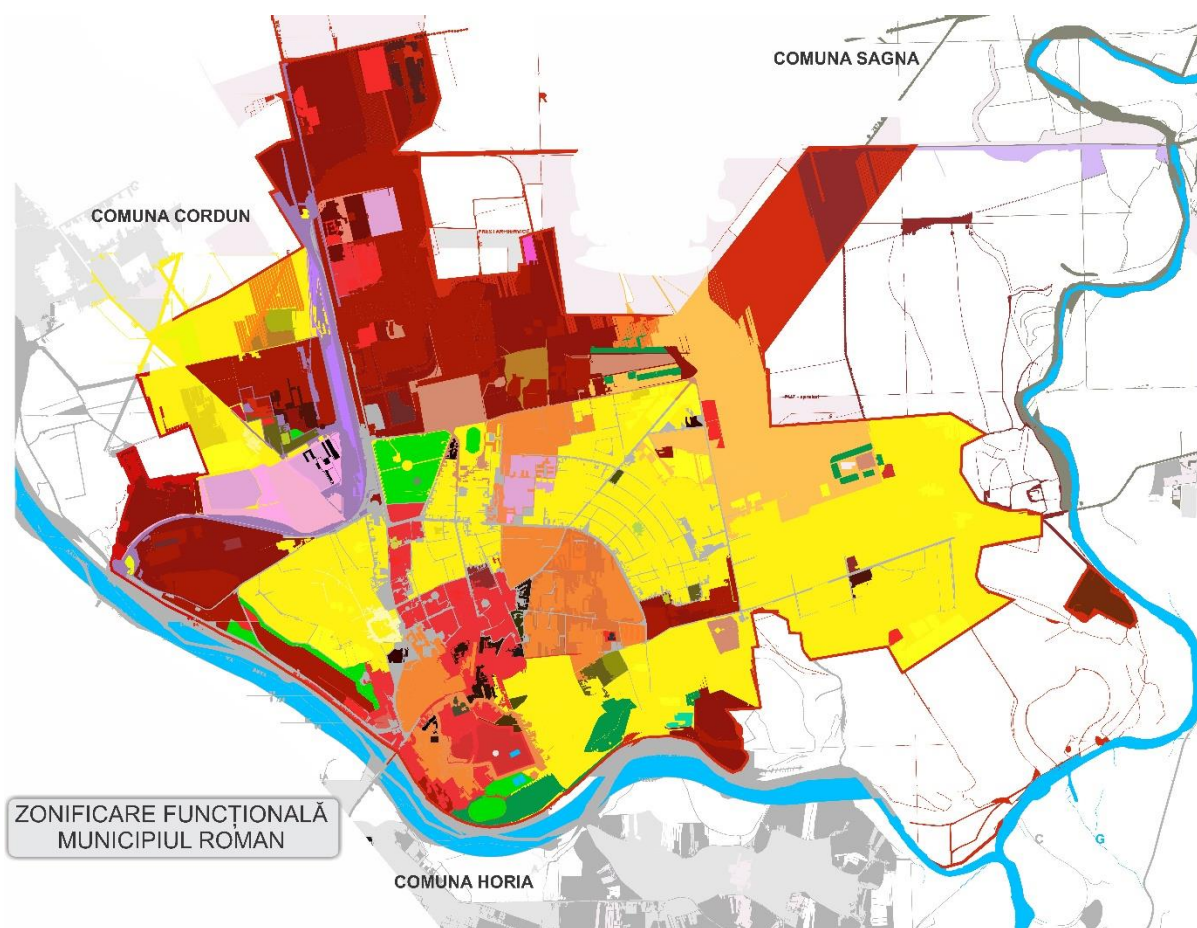 COMUNA SAGNA
COMUNA CORDUN
ZONIFICARE FUNCȚIONALĂ
MUNICIPIUL ROMAN
COMUNA HORIA
C
G